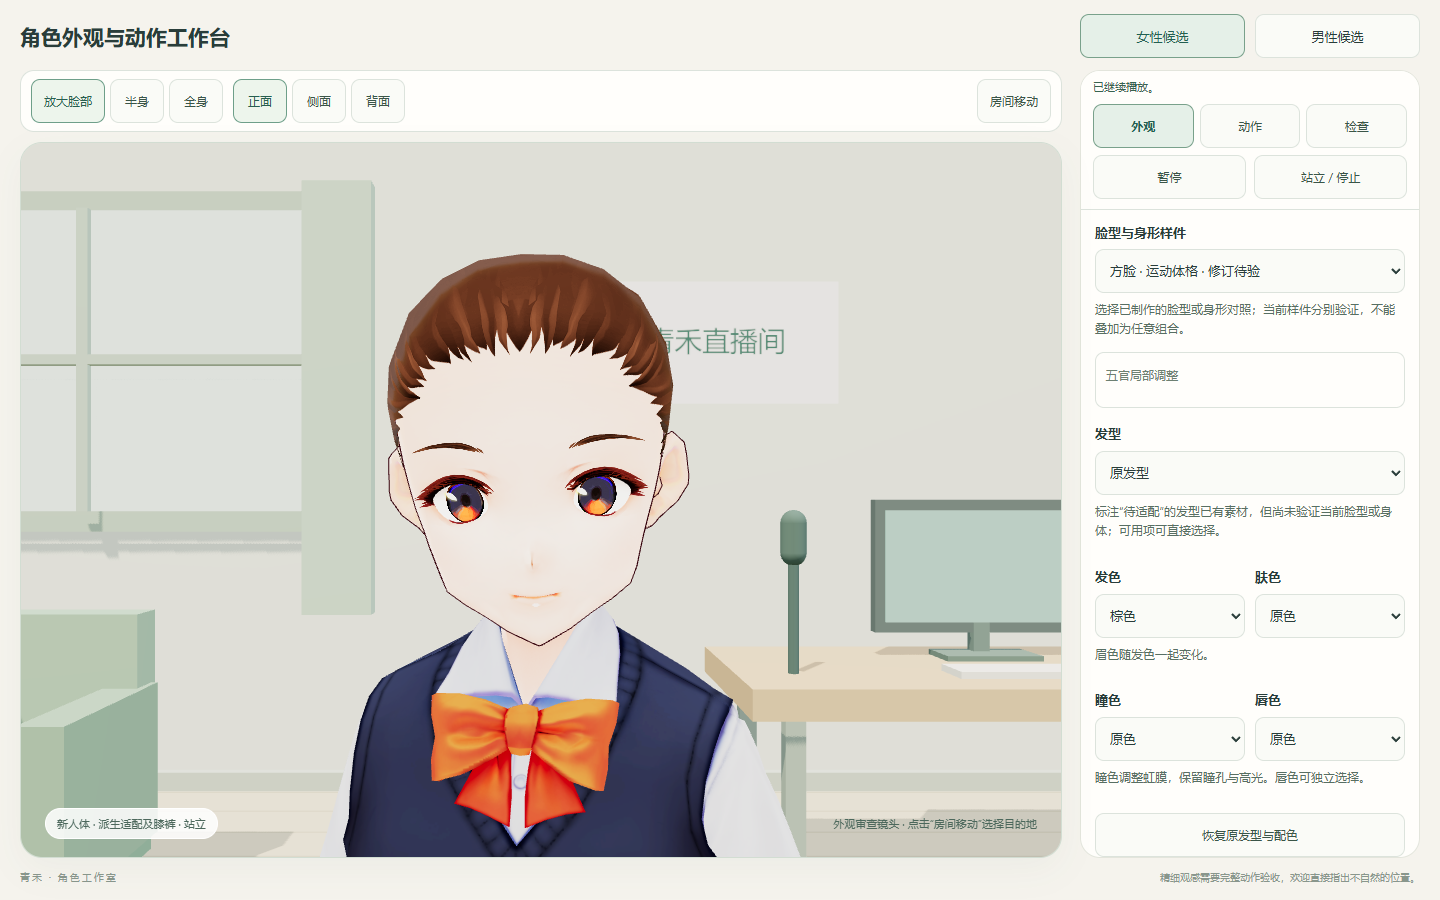 角色外观与动作工作台
女性候选
男性候选
放大脸部
半身
全身
正面
侧面
背面
房间移动
已继续播放。
外观
动作
检查
暂停
站立 / 停止
青禾直播间
新人体 · 派生适配及膝裤 · 站立
外观审查镜头 · 点击“房间移动”选择目的地
脸型与身形样件
方脸 · 运动体格 · 修订待验
选择已制作的脸型或身形对照；当前样件分别验证，不能
叠加为任意组合。
五官局部调整
发型
原发型
标注“待适配”的发型已有素材，但尚未验证当前脸型或身
体；可用项可直接选择。
发色
肤色
棕色
原色
眉色随发色一起变化。
瞳色
唇色
原色
原色
瞳色调整虹膜，保留瞳孔与高光。唇色可独立选择。
恢复原发型与配色
青禾 · 角色工作室
精细观感需要完整动作验收，欢迎直接指出不自然的位置。